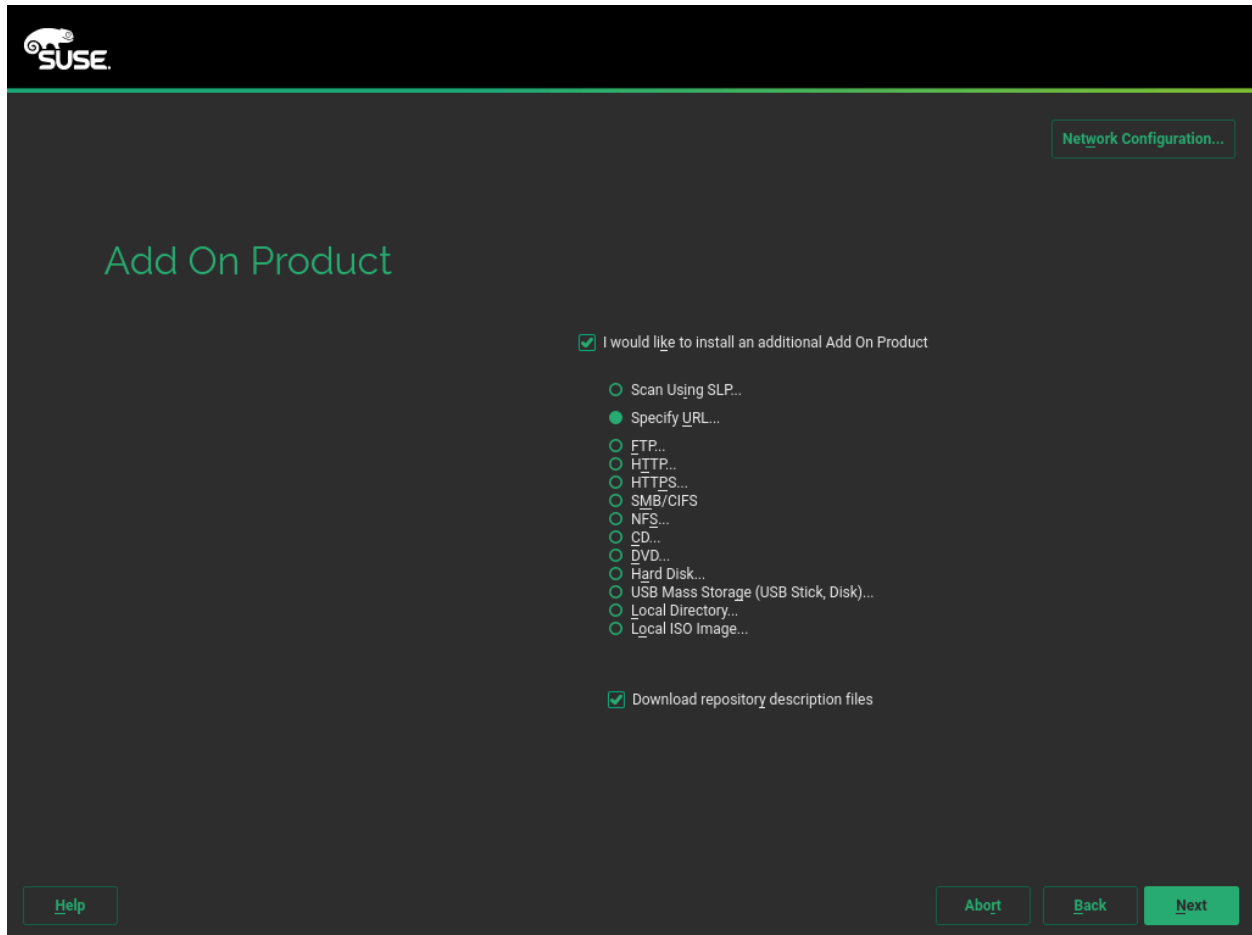 SUSE.
Network Configuration...
Add On Product
I would like to install an additional Add On Product
Scan Using SLP...
Specify URL...
FTP...
HTTP...
HTTPS...
SMB/CIFS
NFS...
CD...
DVD...
Hard Disk...
USB Mass Storage (USB Stick, Disk)...
Local Directory...
Local ISO Image...
Download repository description files
Help Abort Back Next